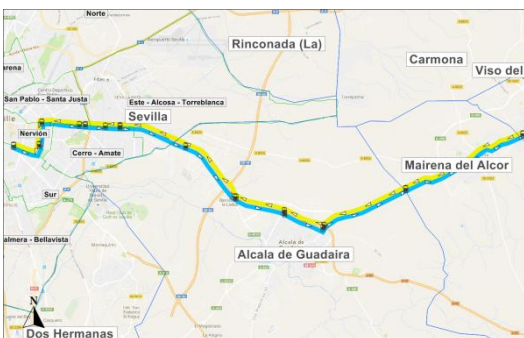 Norte
Rinconada (La)
Carmona
Viso del
arena
San Pablo - Santa Justa
Este - Alcosa - Torreblanca
Sevilla
Nervión
Cerro - Amate
Mairena del Alcor
Sur
almera - Bellavista
Alcala de Guadaira
N
Dos Hermanas